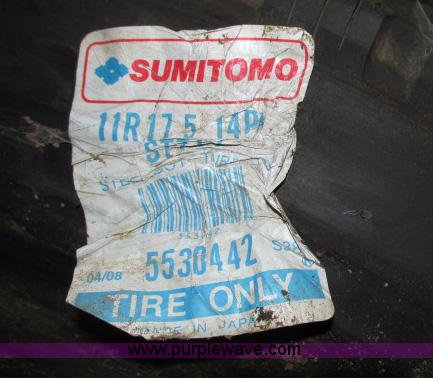 SUMITOMO
11R17.5 14PR
5530442
04/08
TIRE ONLY
MADE IN JAPAN
www.purplewave.com